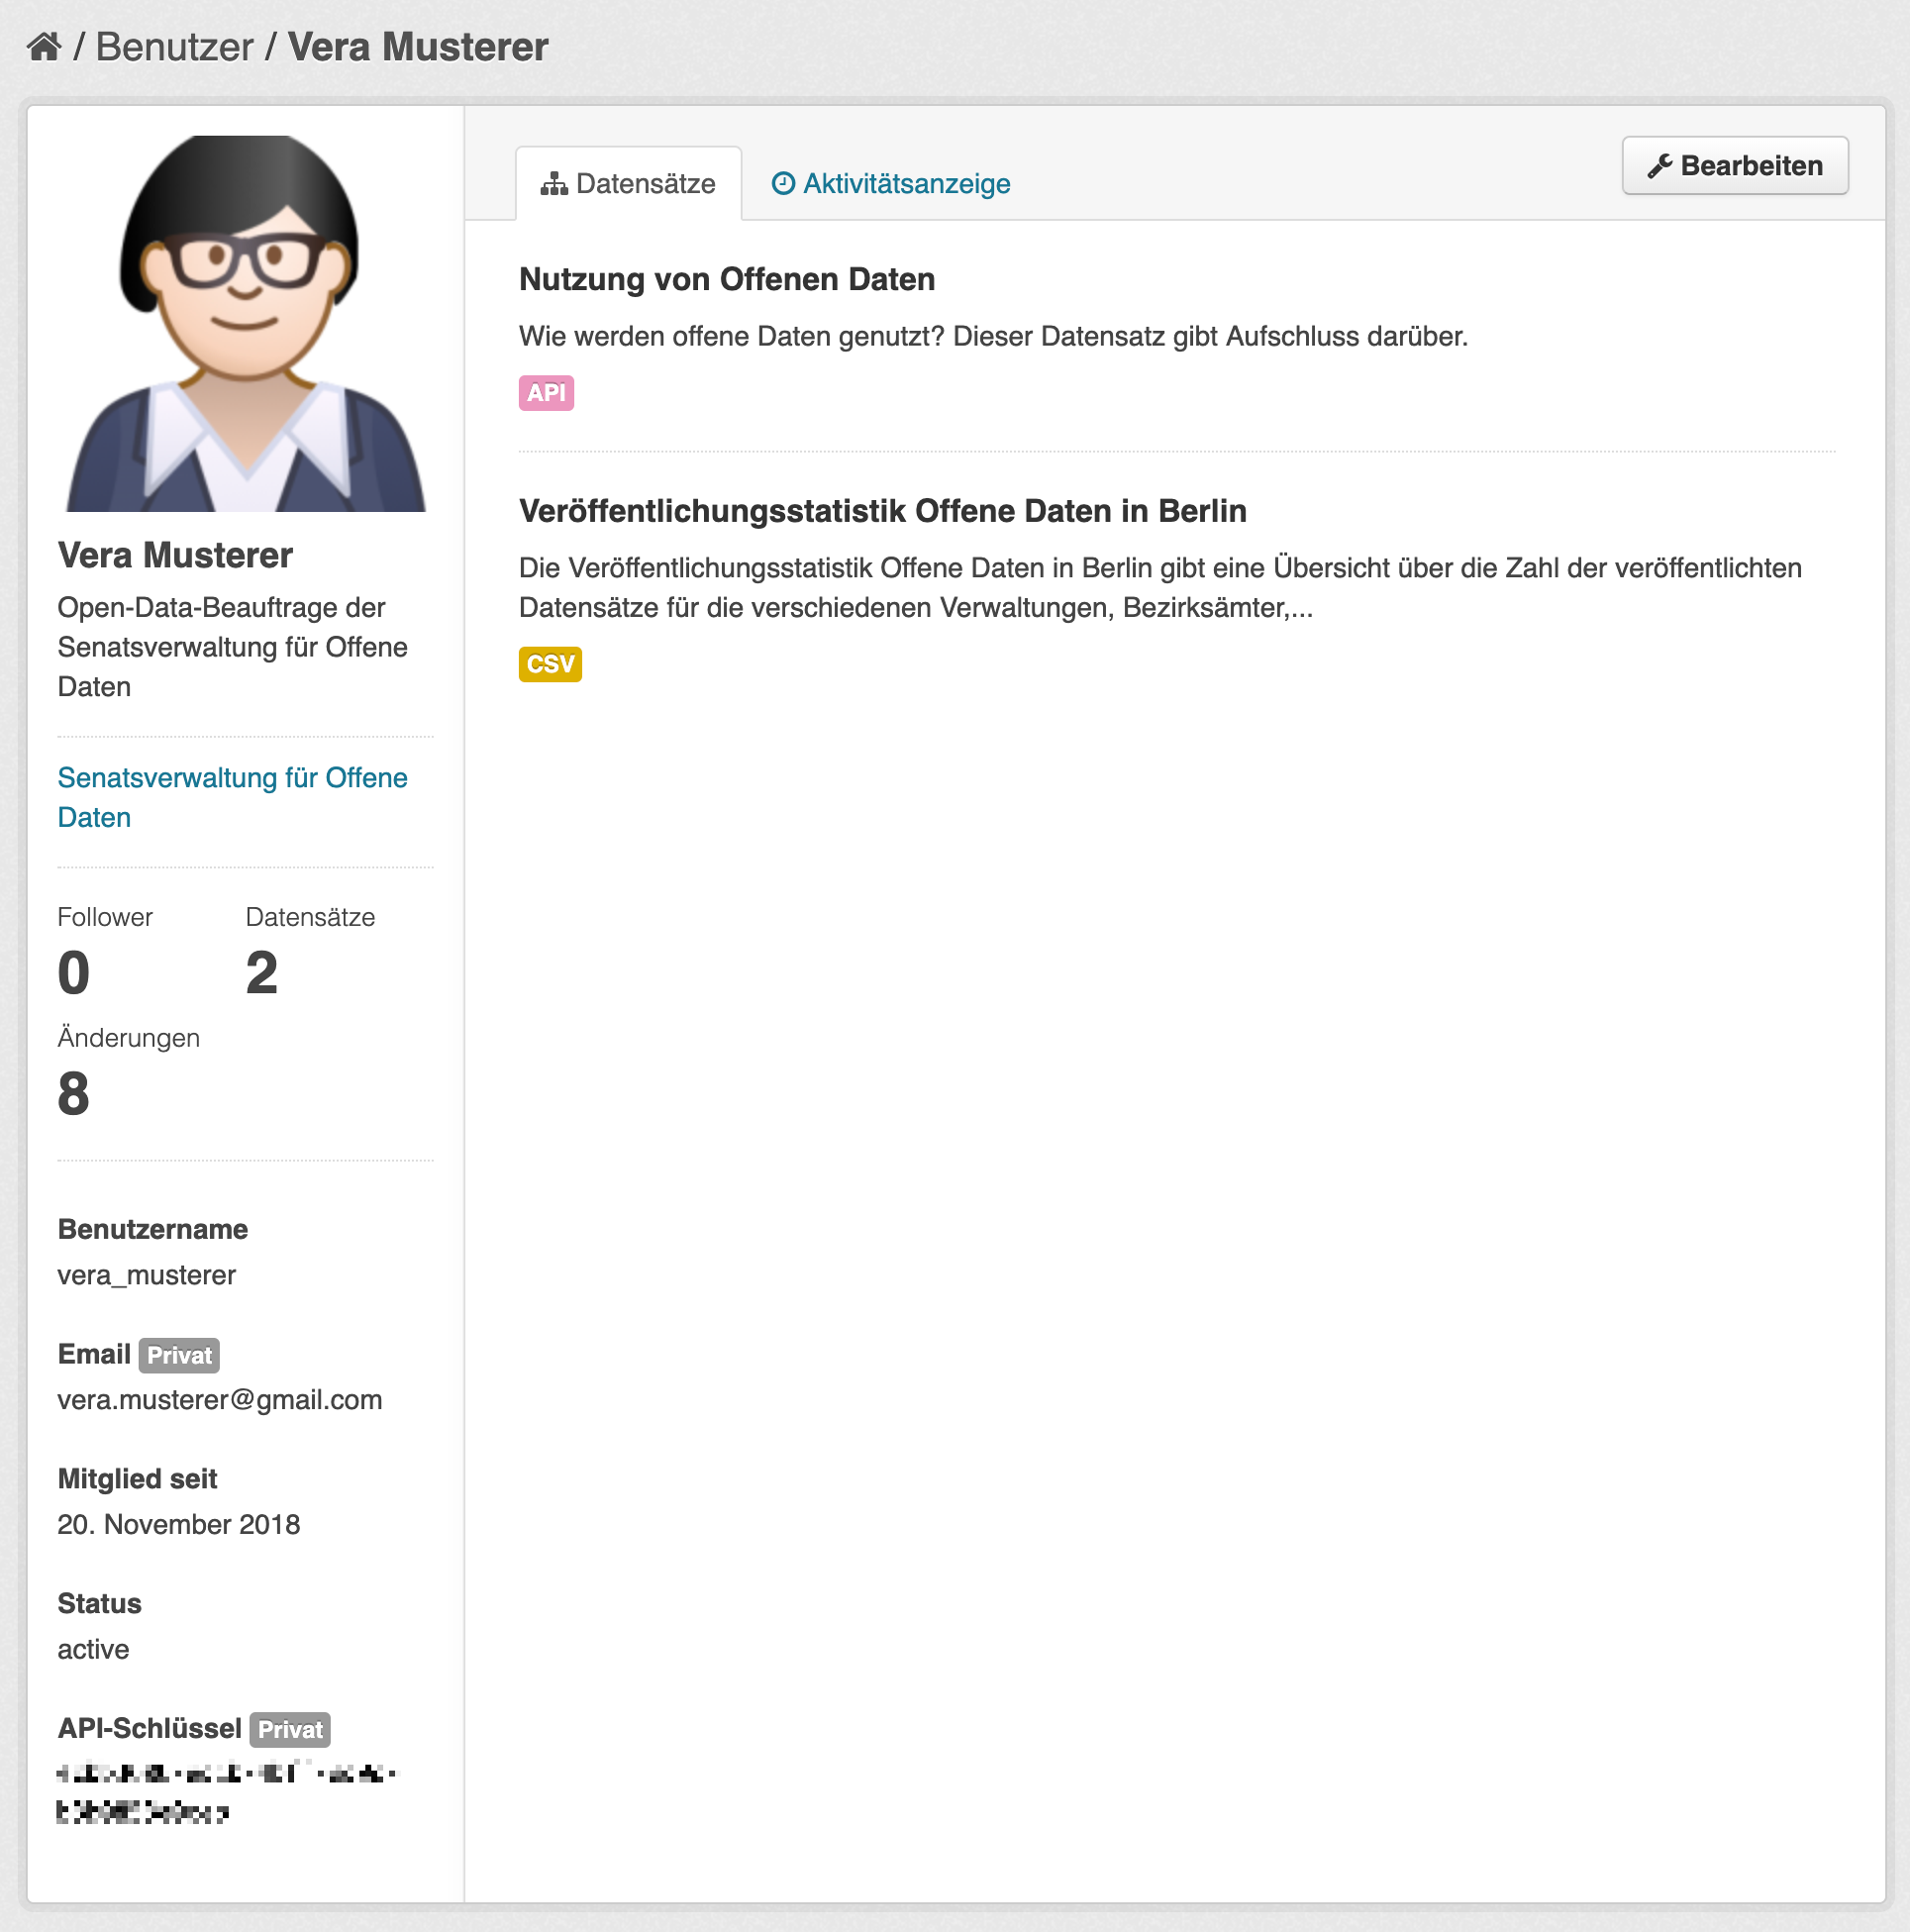 / Benutzer / Vera Musterer
Datensätze
Aktivitätsanzeige
Bearbeiten
Vera Musterer
Open-Data-Beauftrage der
Senatsverwaltung für Offene
Daten
Senatsverwaltung für Offene
Daten
Follower
0
Datensätze
2
Änderungen
8
Benutzername
vera_musterer
Email Privat
vera.musterer@gmail.com
Mitglied seit
20. November 2018
Status
active
API-Schlüssel Privat
Nutzung von Offenen Daten
Wie werden offene Daten genutzt? Dieser Datensatz gibt Aufschluss darüber.
API
Veröffentlichungsstatistik Offene Daten in Berlin
Die Veröffentlichungsstatistik Offene Daten in Berlin gibt eine Übersicht über die Zahl der veröffentlichten
Datensätze für die verschiedenen Verwaltungen, Bezirksämter,...
CSV